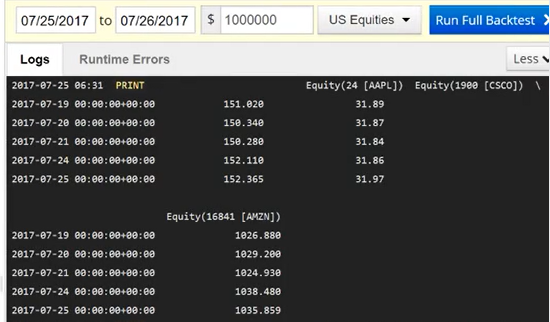 07/25/2017 to 07/26/2017 $ 1000000 US Equities Run Full Backtest
Logs Runtime Errors Less
2017-07-25 06:31 PRINT Equity(24 [AAPL]) Equity(1900 [CSCO]) \
2017-07-19 00:00:00+00:00 151.020 31.89
2017-07-20 00:00:00+00:00 150.340 31.87
2017-07-21 00:00:00+00:00 150.280 31.84
2017-07-24 00:00:00+00:00 152.110 31.86
2017-07-25 00:00:00+00:00 152.365 31.97
Equity(16841 [AMZN])
2017-07-19 00:00:00+00:00 1026.880
2017-07-20 00:00:00+00:00 1029.200
2017-07-21 00:00:00+00:00 1024.930
2017-07-24 00:00:00+00:00 1038.480
2017-07-25 00:00:00+00:00 1035.859